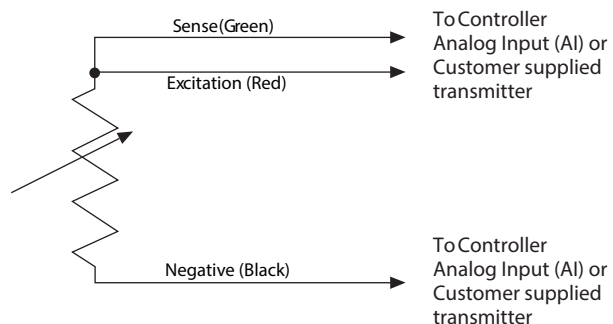 Sense(Green)
To Controller
Analog Input (AI) or
Customer supplied
transmitter
Excitation (Red)
Negative (Black)
To Controller
Analog Input (AI) or
Customer supplied
transmitter